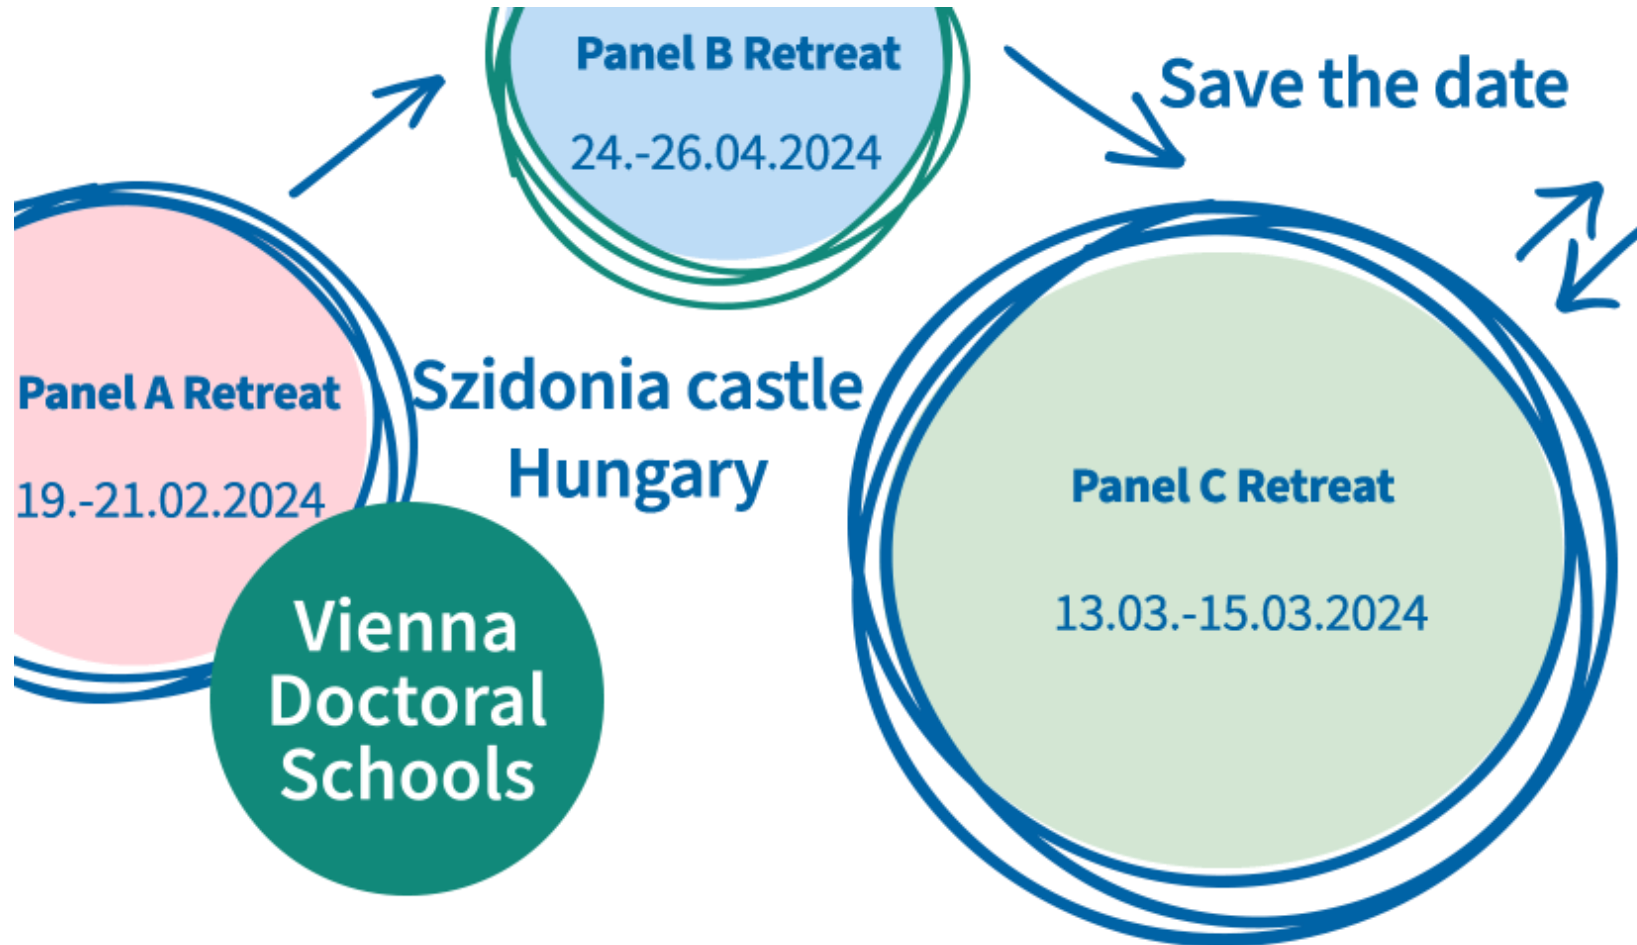 Panel B Retreat
24.-26.04.2024
Save the date
Panel A Retreat
19.-21.02.2024
Szidonia castle
Hungary
Panel C Retreat
13.03.-15.03.2024
Vienna
Doctoral
Schools